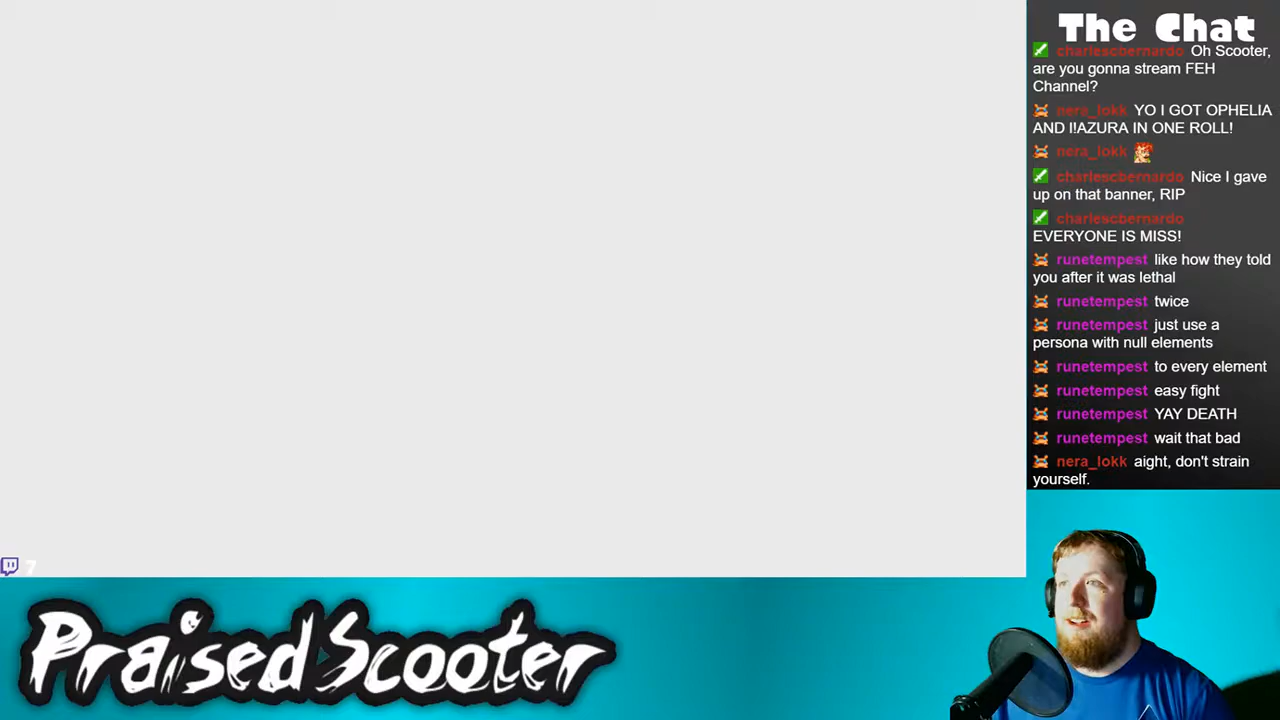 The Chat
charlescbernardo Oh Scooter,
are you gonna stream FEH
Channel?
nera_lokk YO I GOT OPHELIA
AND I!AZURA IN ONE ROLL!
nera_lokk
charlescbernardo Nice I gave
up on that banner, RIP
charlescbernardo
EVERYONE IS MISS!
runetempest like how they told
you after it was lethal
runetempest twice
runetempest just use a
persona with null elements
runetempest to every element
runetempest easy fight
runetempest YAY DEATH
runetempest wait that bad
nera_lokk aight, don't strain
yourself.
7
PraisedScooter